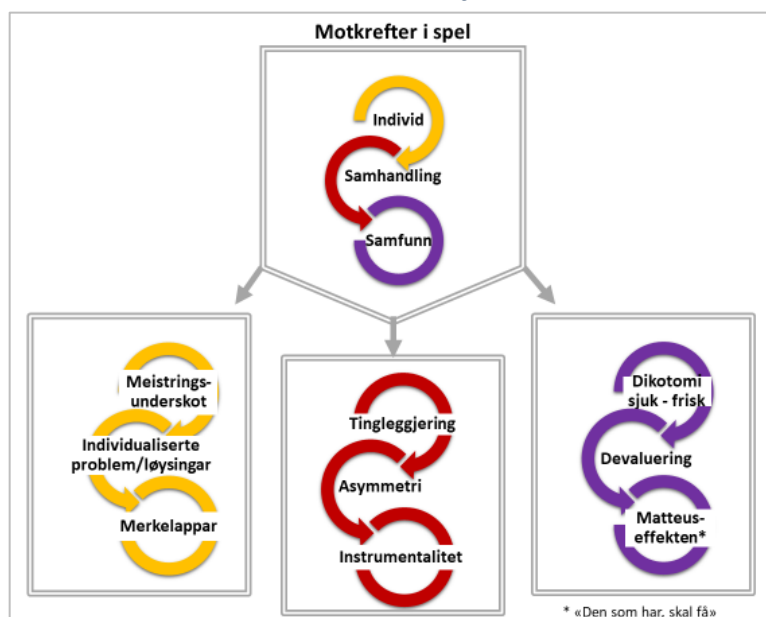 Motkrefter i spel
Individ
Samhandling
Samfunn
Meistrings-
underskot
Individualiserte
problem/løysingar
Merkelappar
Tingleggjering
Asymmetri
Instrumentalitet
Dikotomi
sjuk - frisk
Devaluering
Matteus-
effekten*
* «Den som har, skal få»